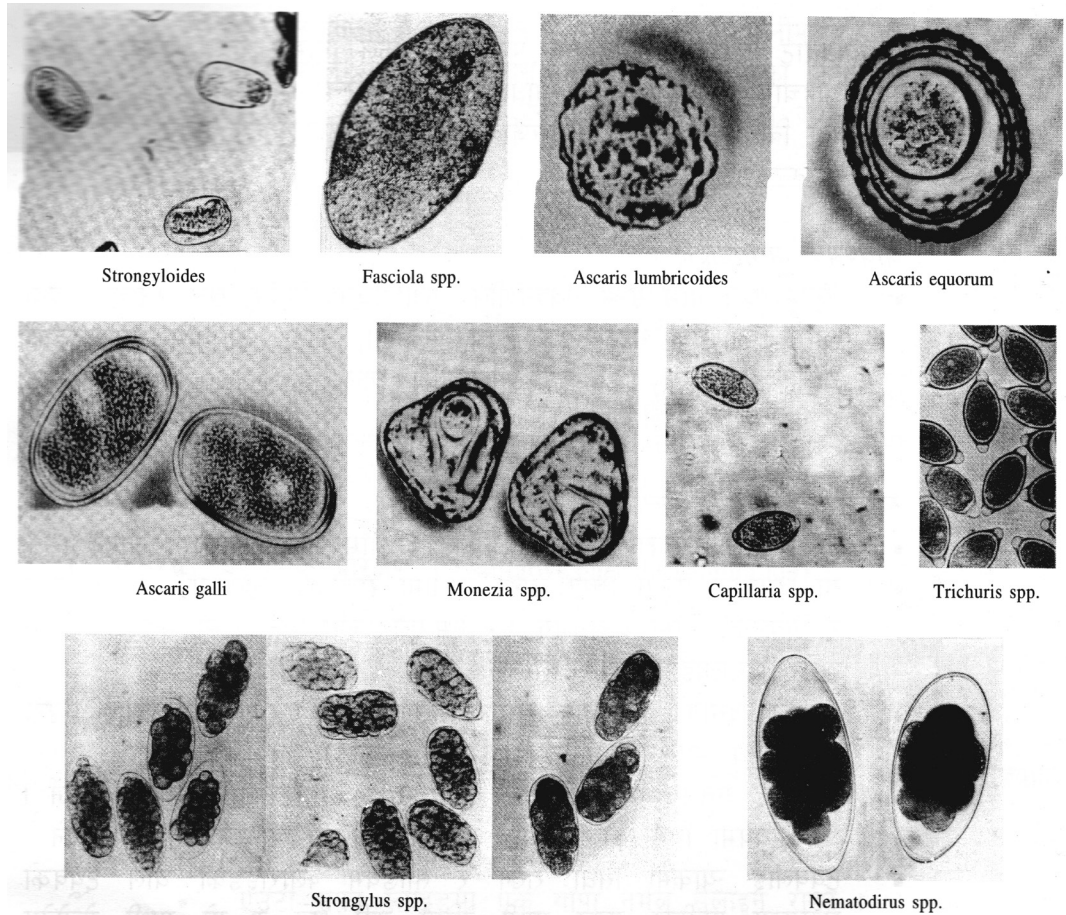 Strongyloides
Fasciola spp.
Ascaris lumbricoides
Ascaris equorum
Ascaris galli
Monezia spp.
Capillaria spp.
Trichuris spp.
Strongylus spp.
Nematodirus spp.